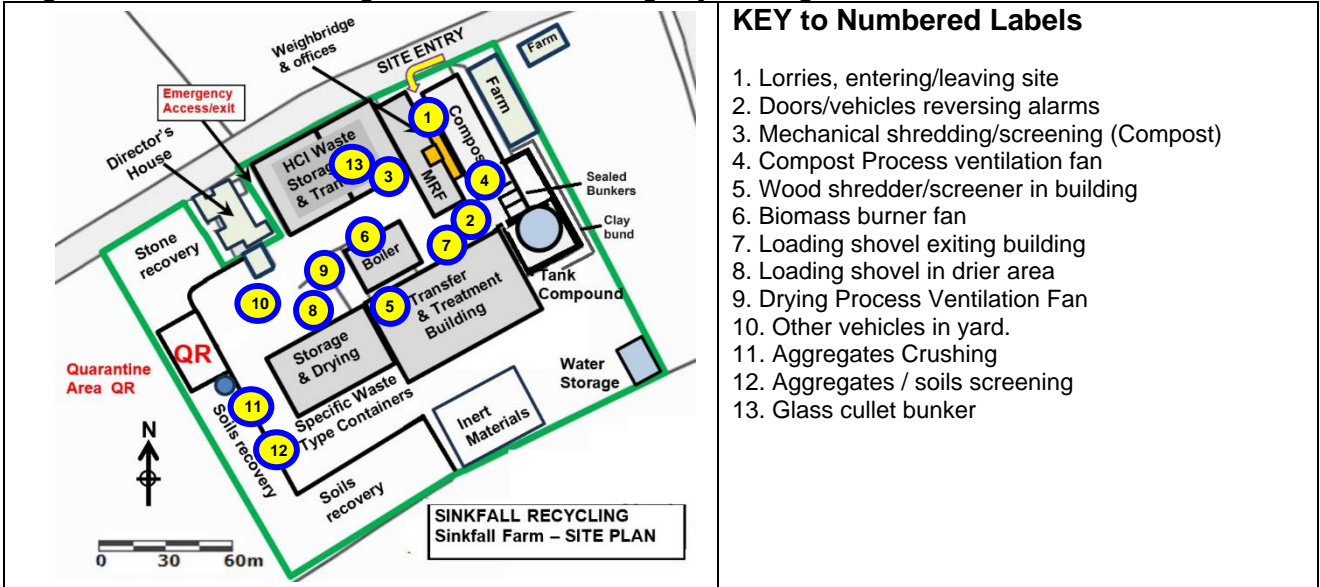 Weighbridge
& offices
SITE ENTRY
Farm
Farm
Emergency
Access/exit
Director's
House
HCI Waste
Storage
& Tran
13
3
1
MRF
Compos
4
Sealed
Bunkers
Clay
bund
2
7
6
Boiler
Stone
recovery
9
10
8
5
Transfer
& Treatment
Building
Tank
Compound
Storage
& Drying
QR
Quarantine
Area QR
Water
Storage
11
12
Soils recovery
Specific Waste
Type Containers
Inert
Materials
Soils
recovery
N
0 30 60m
SINKFALL RECYCLING
Sinkfall Farm – SITE PLAN
KEY to Numbered Labels
1. Lorries, entering/leaving site
2. Doors/vehicles reversing alarms
3. Mechanical shredding/screening (Compost)
4. Compost Process ventilation fan
5. Wood shredder/screener in building
6. Biomass burner fan
7. Loading shovel exiting building
8. Loading shovel in drier area
9. Drying Process Ventilation Fan
10. Other vehicles in yard.
11. Aggregates Crushing
12. Aggregates / soils screening
13. Glass cullet bunker